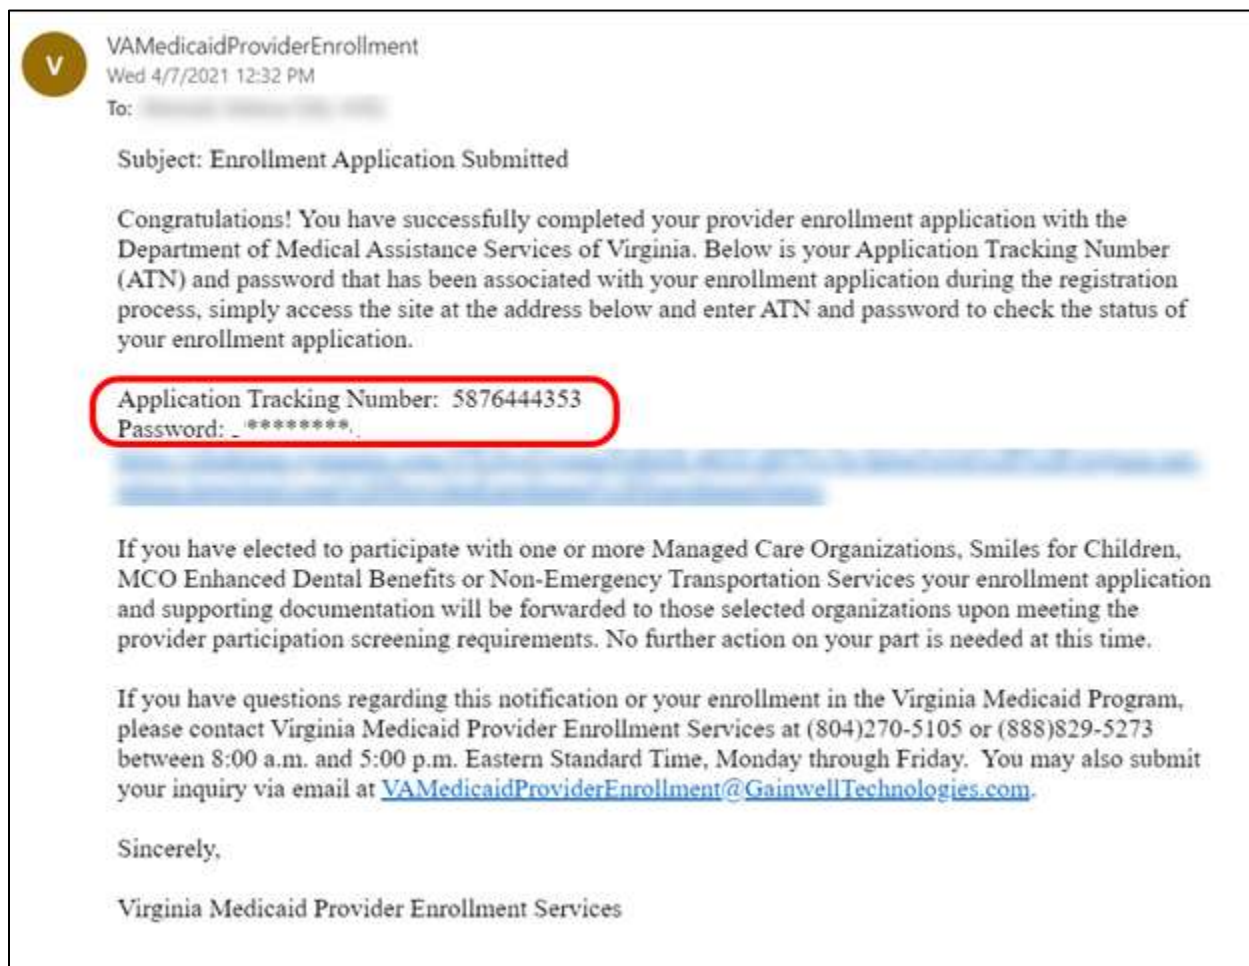 V
VAMedicaidProviderEnrollment
Wed 4/7/2021 12:32 PM
To:
Subject: Enrollment Application Submitted
Congratulations! You have successfully completed your provider enrollment application with the
Department of Medical Assistance Services of Virginia. Below is your Application Tracking Number
(ATN) and password that has been associated with your enrollment application during the registration
process, simply access the site at the address below and enter ATN and password to check the status of
your enrollment application.
Application Tracking Number:  5876444353
Password: ********
If you have elected to participate with one or more Managed Care Organizations, Smiles for Children,
MCO Enhanced Dental Benefits or Non-Emergency Transportation Services your enrollment application
and supporting documentation will be forwarded to those selected organizations upon meeting the
provider participation screening requirements. No further action on your part is needed at this time.
If you have questions regarding this notification or your enrollment in the Virginia Medicaid Program,
please contact Virginia Medicaid Provider Enrollment Services at (804)270-5105 or (888)829-5273
between 8:00 a.m. and 5:00 p.m. Eastern Standard Time, Monday through Friday.  You may also submit
your inquiry via email at VAMedicaidProviderEnrollment@GainwellTechnologies.com.
Sincerely,
Virginia Medicaid Provider Enrollment Services